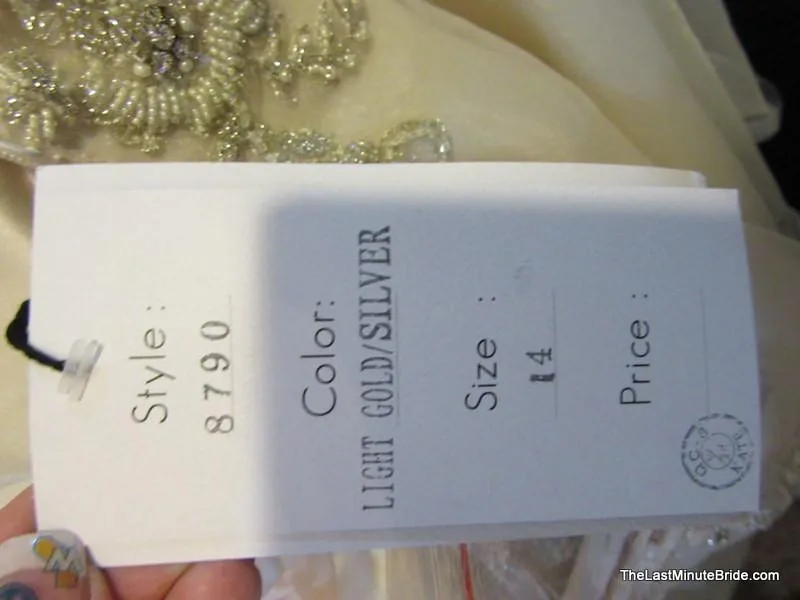 Style:
8790
Color:
LIGHT GOLD/SILVER
Size:
14
Price:
Q.C.
TheLastMinuteBride.com